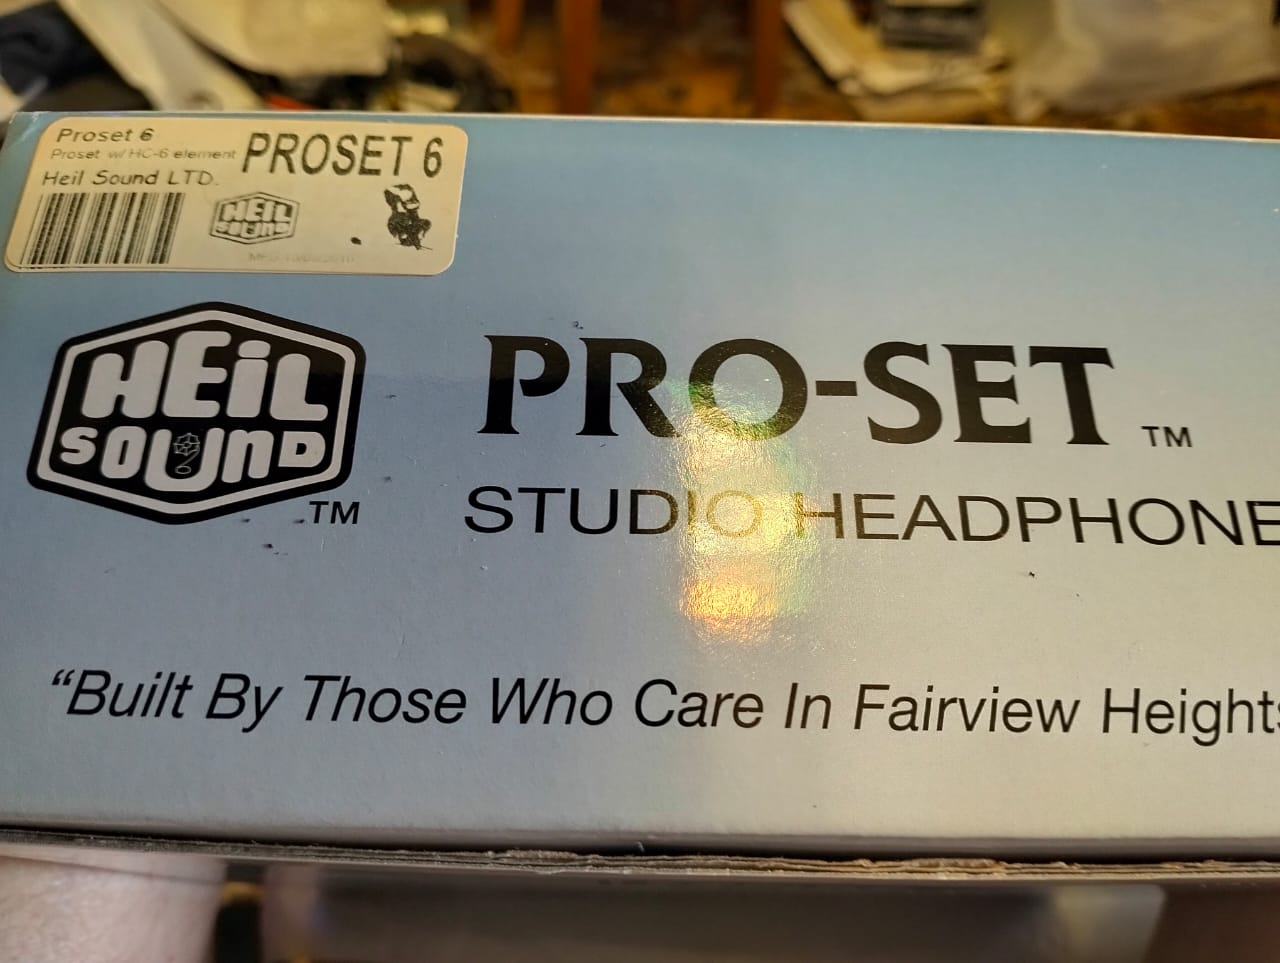 Proset 6
Proset w/HC-6 element
PROSET 6
Heil Sound LTD.
HEiL
SOUND
HEiL
SOUND
TM
PRO-SET TM
STUDIO HEADPHONE
“Built By Those Who Care In Fairview Heights